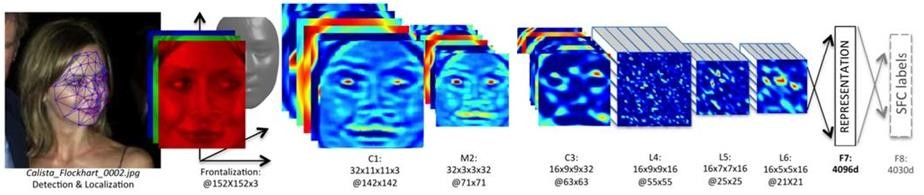 Calista_Flockhart_0002.jpg
Detection & Localization
Frontalization:
@152X152x3
C1:
32x11x11x3
@142x142
M2:
32x3x3x32
@71x71
C3:
16x9x9x32
@63x63
L4:
16x9x9x16
@55x55
L5:
16x7x7x16
@25x25
L6:
16x5x5x16
@21X21
REPRESENTATION
F7:
4096d
SFC labels
F8:
4030d